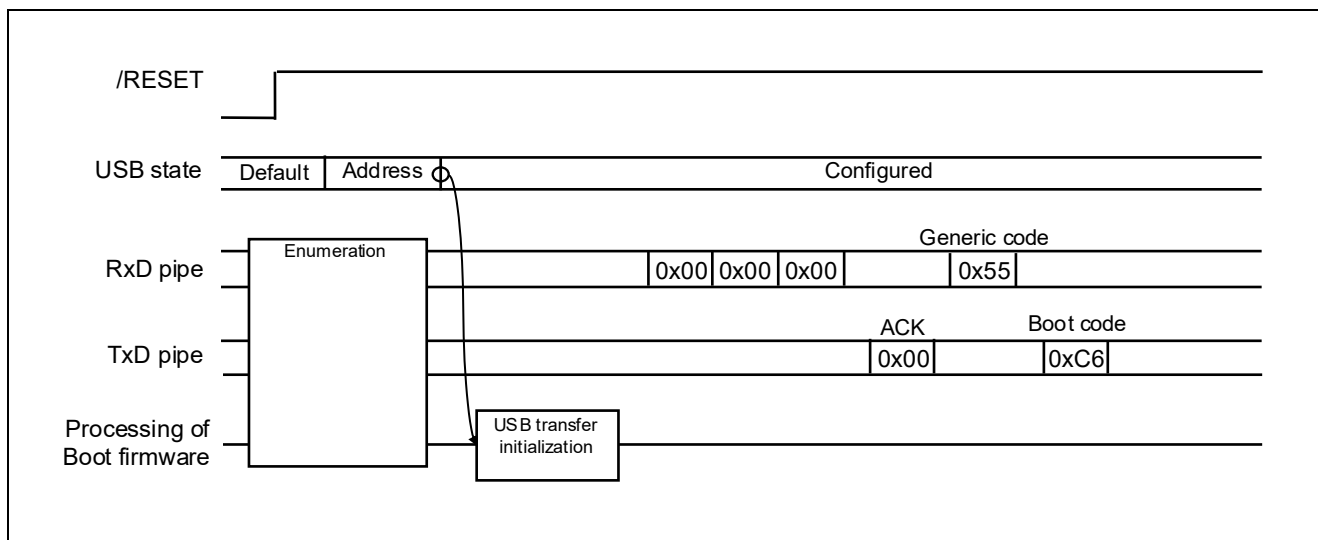 /RESET
USB state
Default
Address
Configured
Enumeration
Generic code
RxD pipe
0x00 0x00 0x00
0x55
ACK
Boot code
TxD pipe
0x00
0xC6
Processing of
Boot firmware
USB transfer
initialization